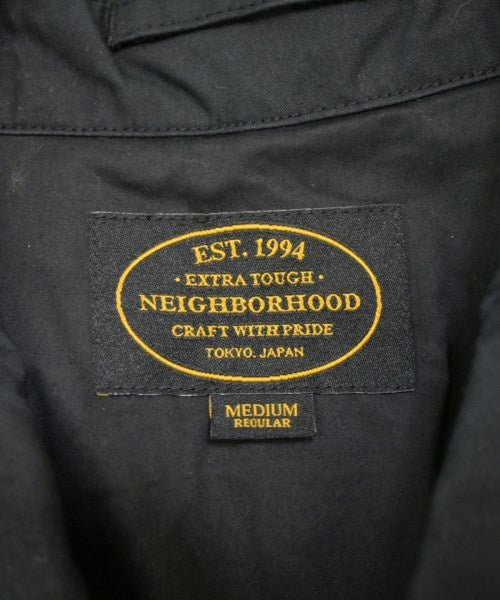 EST. 1994
· EXTRA TOUGH ·
NEIGHBORHOOD
CRAFT WITH PRIDE
TOKYO. JAPAN
MEDIUM
REGULAR